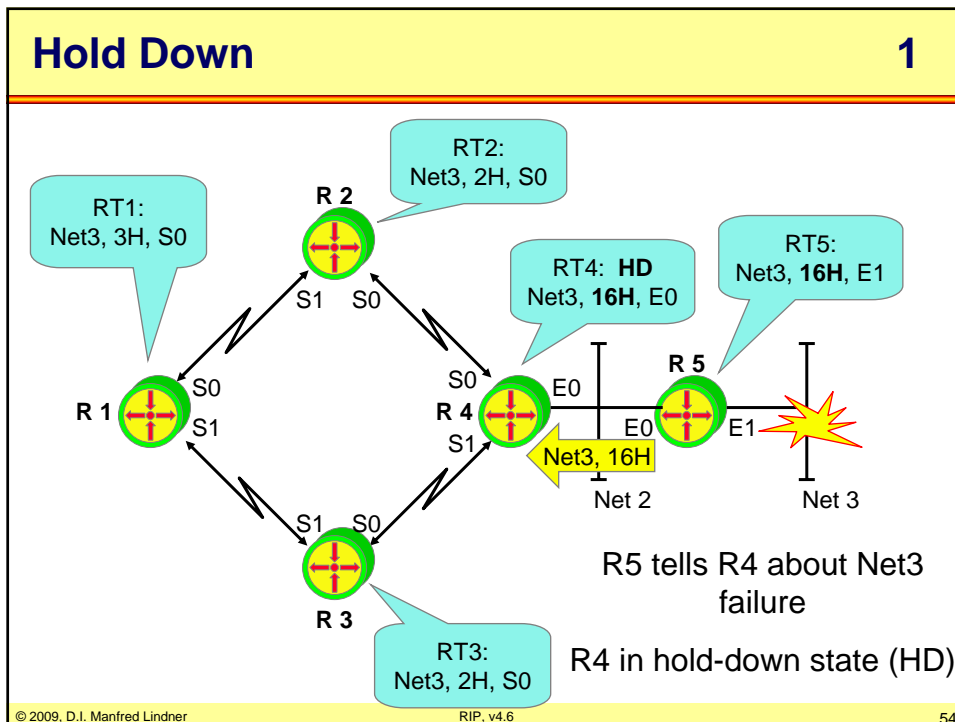 Hold Down 1
RT2:
Net3, 2H, S0
R 2
RT1:
Net3, 3H, S0
RT4: HD
Net3, 16H, E0
RT5:
Net3, 16H, E1
S1 S0
R 5
S0
R 1
S1
S0
R 4
S1
E0
E0
E1
Net3, 16H
Net 2
Net 3
S1 S0
R 3
R5 tells R4 about Net3
failure
RT3:
Net3, 2H, S0
R4 in hold-down state (HD)
© 2009, D.I. Manfred Lindner RIP, v4.6 54